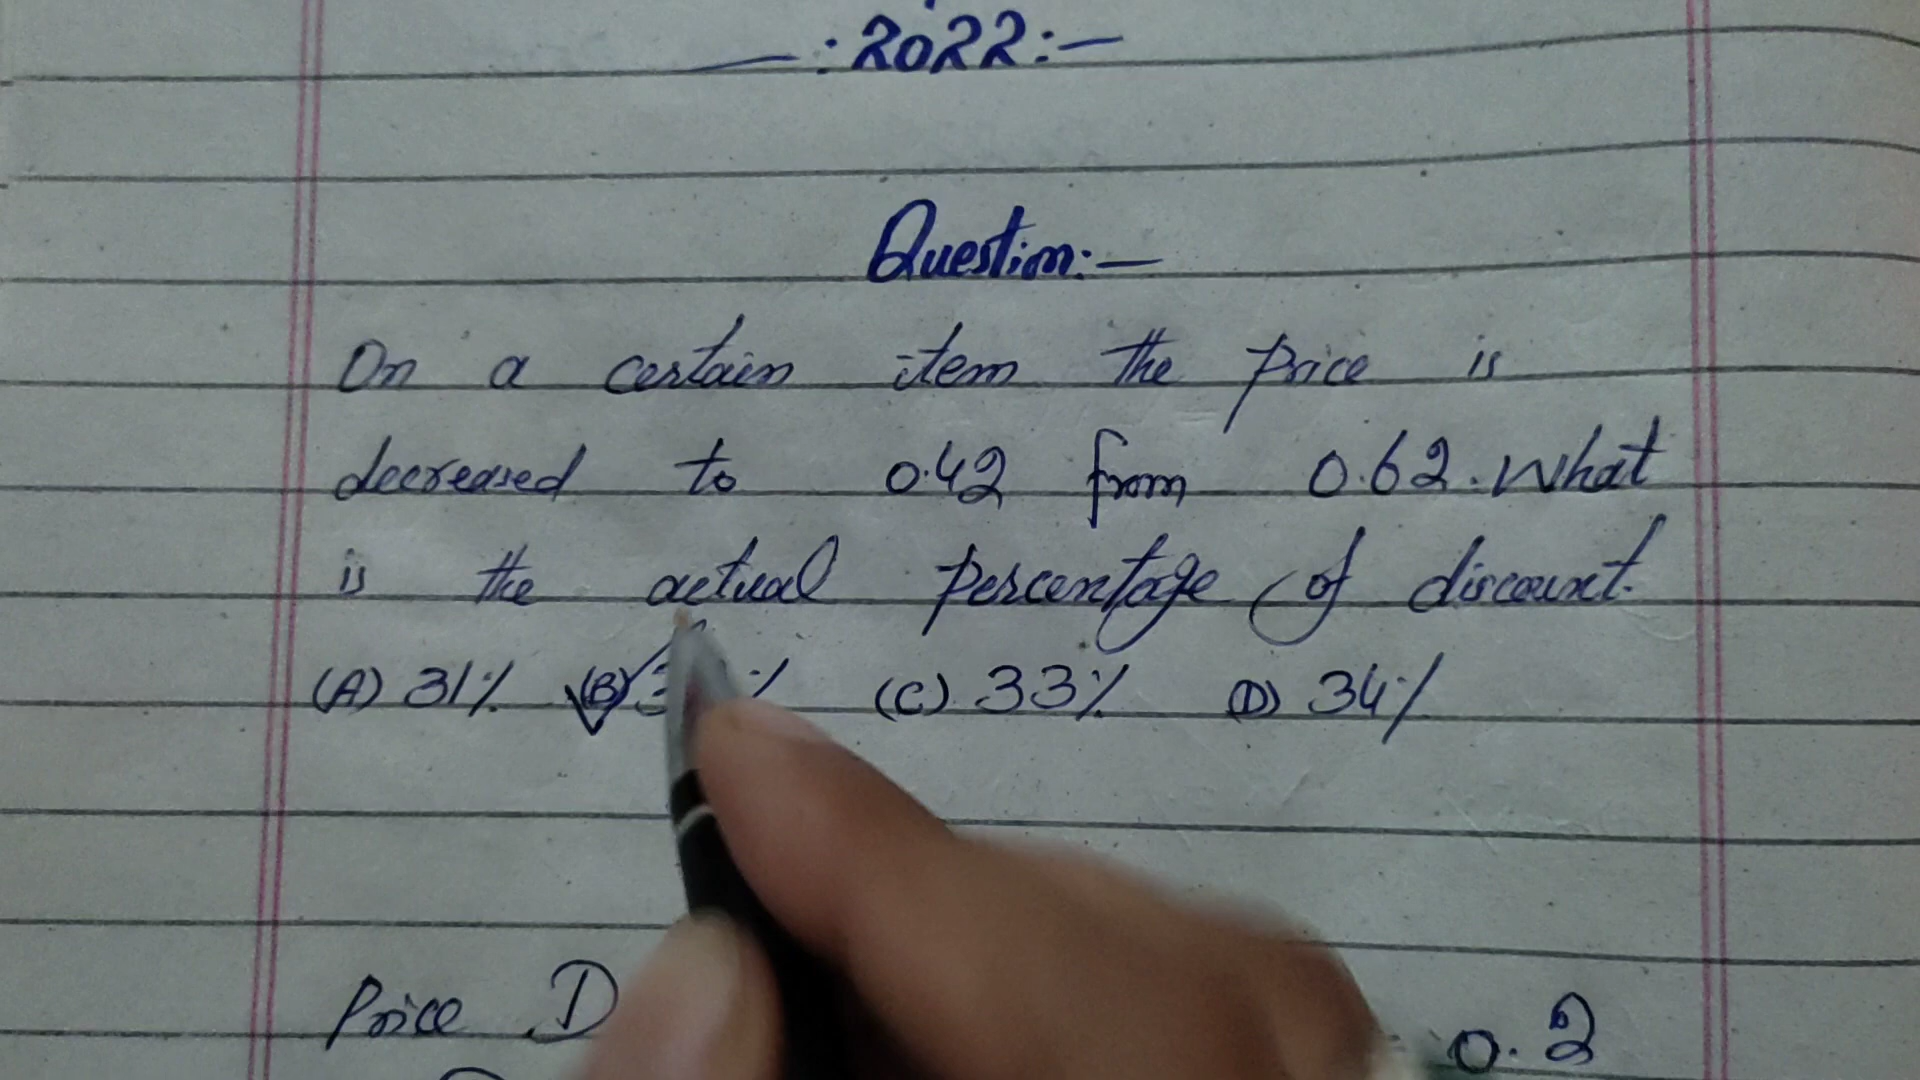 —:2022:—
Question:—
On a certain item the Price is
decreased to 0.42 from 0.62. What
is the actual Percentage of discount.
(A) 31% (B) 3 % (C) 33% (D) 34%
Price D 0.2